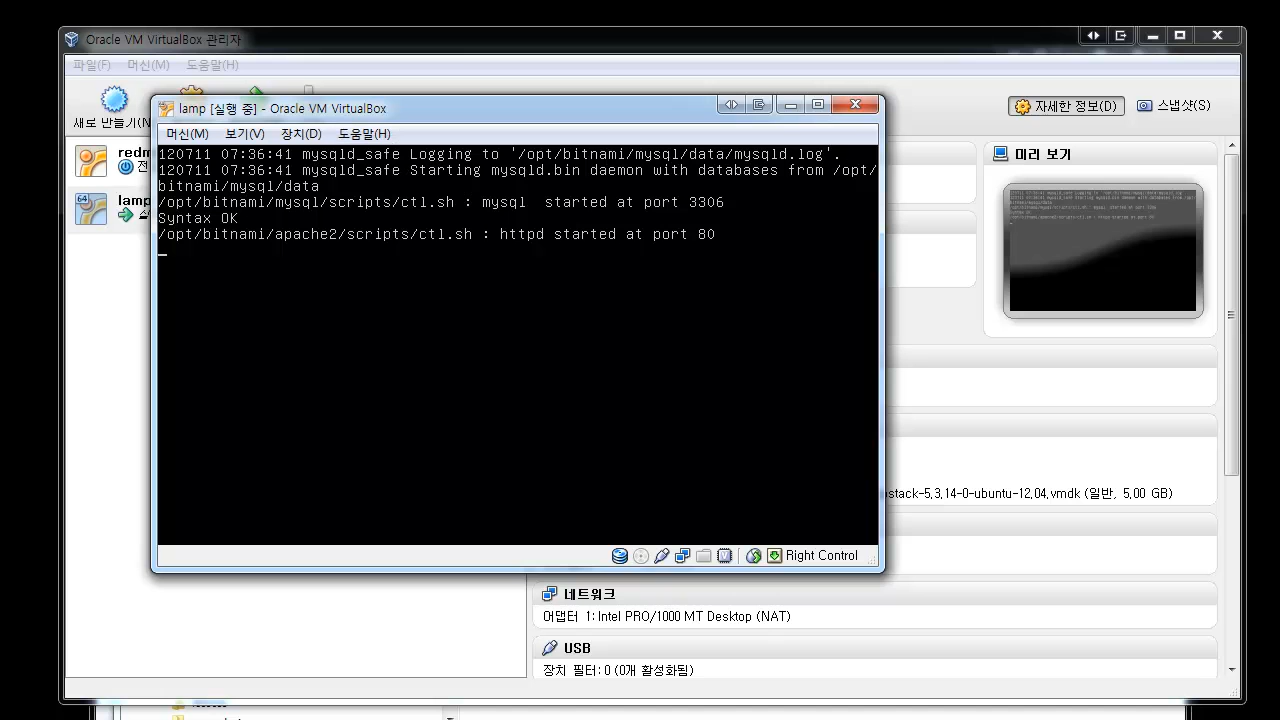 Oracle VM VirtualBox 관리자
파일(F) 머신(M) 도움말(H)
새로 만들기(N
자세한 정보(D) 스냅샷(S)
lamp [실행 중] - Oracle VM VirtualBox
머신(M) 보기(V) 장치(D) 도움말(H)
redm
전
64
lamp
120711 07:36:41 mysqld_safe Logging to '/opt/bitnami/mysql/data/mysqld.log'.
120711 07:36:41 mysqld_safe Starting mysqld.bin daemon with databases from /opt/
bitnami/mysql/data
/opt/bitnami/mysql/scripts/ctl.sh : mysql  started at port 3306
Syntax OK
/opt/bitnami/apache2/scripts/ctl.sh : httpd started at port 80
Right Control
미리 보기
stack-5.3.14-0-ubuntu-12.04.vmdk (일반, 5.00 GB)
네트워크
어댑터 1: Intel PRO/1000 MT Desktop (NAT)
USB
장치 필터: 0 (0개 활성화됨)